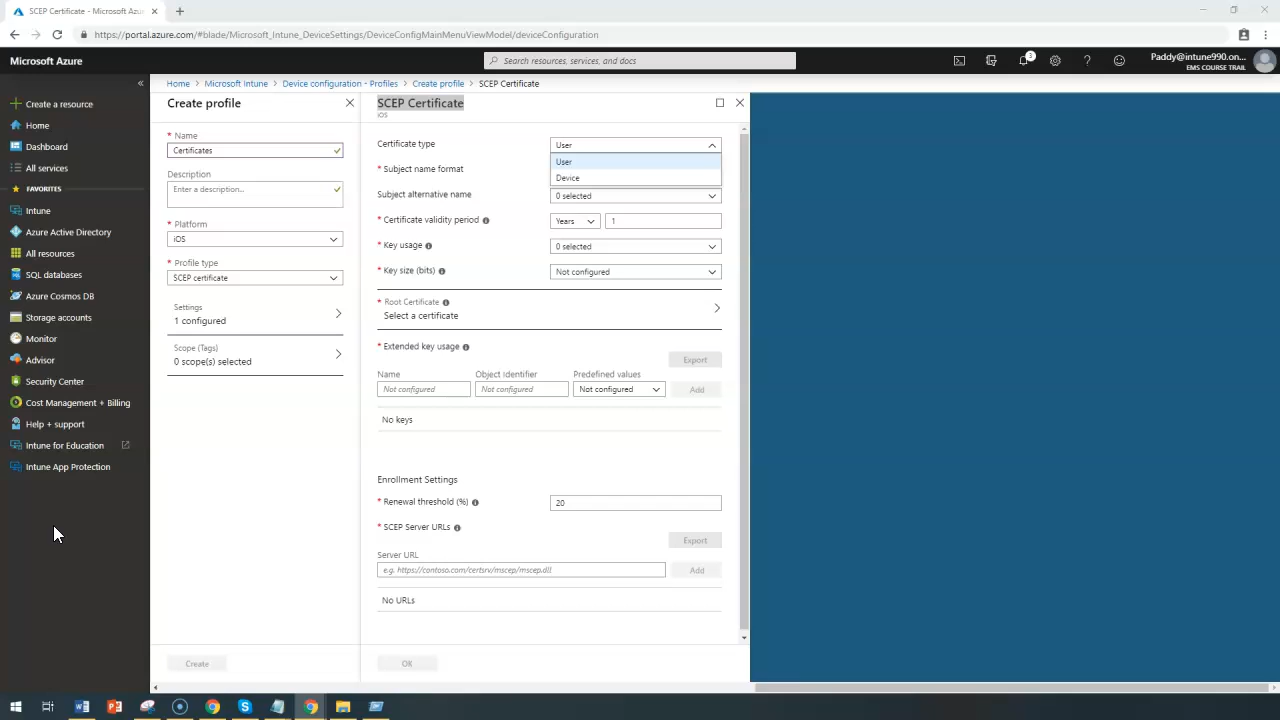 SCEP Certificate - Microsoft Azu
https://portal.azure.com/#blade/Microsoft_Intune_DeviceSettings/DeviceConfigMainMenuViewModel/deviceConfiguration
Microsoft Azure
Search resources, services, and docs
3
Paddy@intune990.on...
EMS COURSE TRAIL
Home > Microsoft Intune > Device configuration - Profiles > Create profile > SCEP Certificate
Create a resource
Home
Dashboard
All services
FAVORITES
Intune
Azure Active Directory
All resources
SQL databases
Azure Cosmos DB
Storage accounts
Monitor
Advisor
Security Center
Cost Management + Billing
Help + support
Intune for Education
Intune App Protection
Create profile
* Name
Certificates
Description
Enter a description...
* Platform
iOS
* Profile type
SCEP certificate
Settings
1 configured
Scope (Tags)
0 scope(s) selected
Create
SCEP Certificate
iOS
Certificate type
User
User
Device
* Subject name format
Subject alternative name
0 selected
* Certificate validity period
Years
1
* Key usage
0 selected
* Key size (bits)
Not configured
* Root Certificate
Select a certificate
* Extended key usage
Export
Name
Object Identifier
Predefined values
Not configured
Not configured
Not configured
Add
No keys
Enrollment Settings
* Renewal threshold (%)
20
* SCEP Server URLs
Export
Server URL
e.g. https://contoso.com/certsrv/mscep/mscep.dll
Add
No URLs
OK